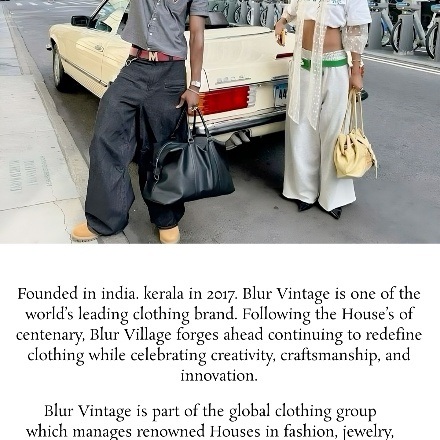 M
Founded in india. kerala in 2017. Blur Vintage is one of the
world's leading clothing brand. Following the House's of
centenary, Blur Village forges ahead continuing to redefine
clothing while celebrating creativity, craftsmanship, and
innovation.
Blur Vintage is part of the global clothing group
which manages renowned Houses in fashion, jewelry,